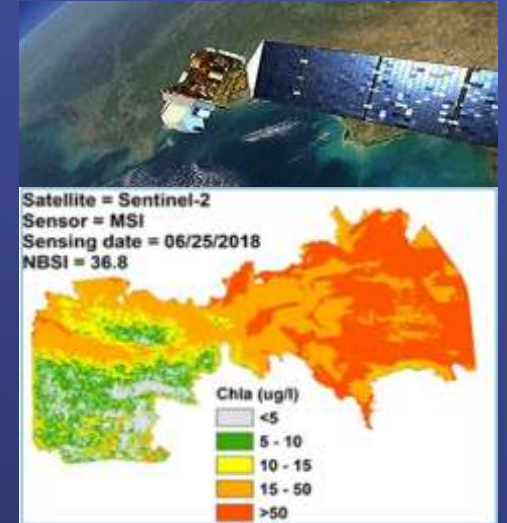 Satellite = Sentinel-2
Sensor = MSI
Sensing date = 06/25/2018
NBSI = 36.8
Chla (ug/l)
<5
5 - 10
10 - 15
15 - 50
>50